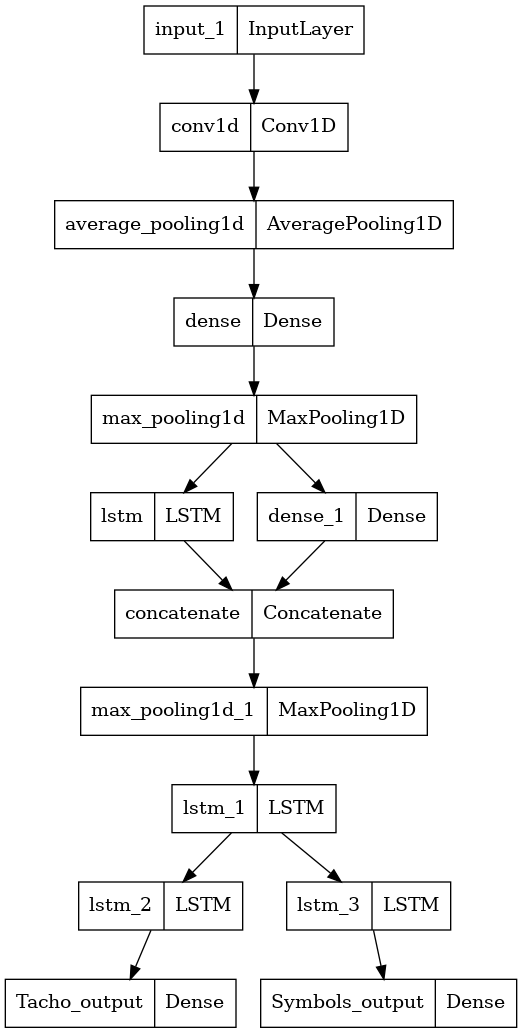 input_1 InputLayer
conv1d Conv1D
average_pooling1d AveragePooling1D
dense Dense
max_pooling1d MaxPooling1D
lstm LSTM dense_1 Dense
concatenate Concatenate
max_pooling1d_1 MaxPooling1D
lstm_1 LSTM
lstm_2 LSTM lstm_3 LSTM
Tacho_output Dense Symbols_output Dense